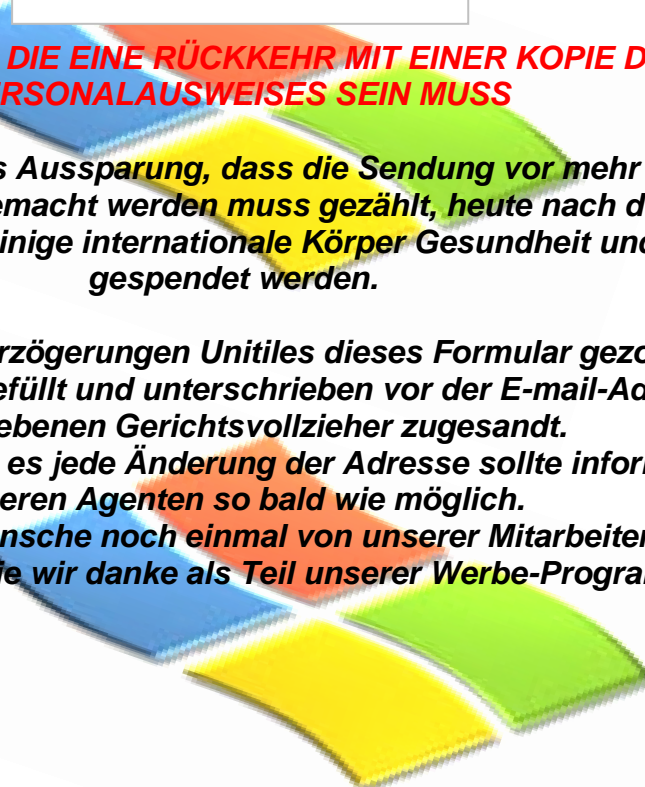 DIE EINE RÜCKKEHR MIT EINER KOPIE D
RSONALAUSWEISES SEIN MUSS
s Aussparung, dass die Sendung vor mehr
emacht werden muss gezählt, heute nach d
inige internationale Körper Gesundheit und
gespendet werden.
rzögerungen Unitiles dieses Formular gezo
efüllt und unterschrieben vor der E-mail-Ad
ebenen Gerichtsvollzieher zugesandt.
es jede Änderung der Adresse sollte infor
eren Agenten so bald wie möglich.
nsche noch einmal von unserer Mitarbeiter
ie wir danke als Teil unserer Werbe-Progra